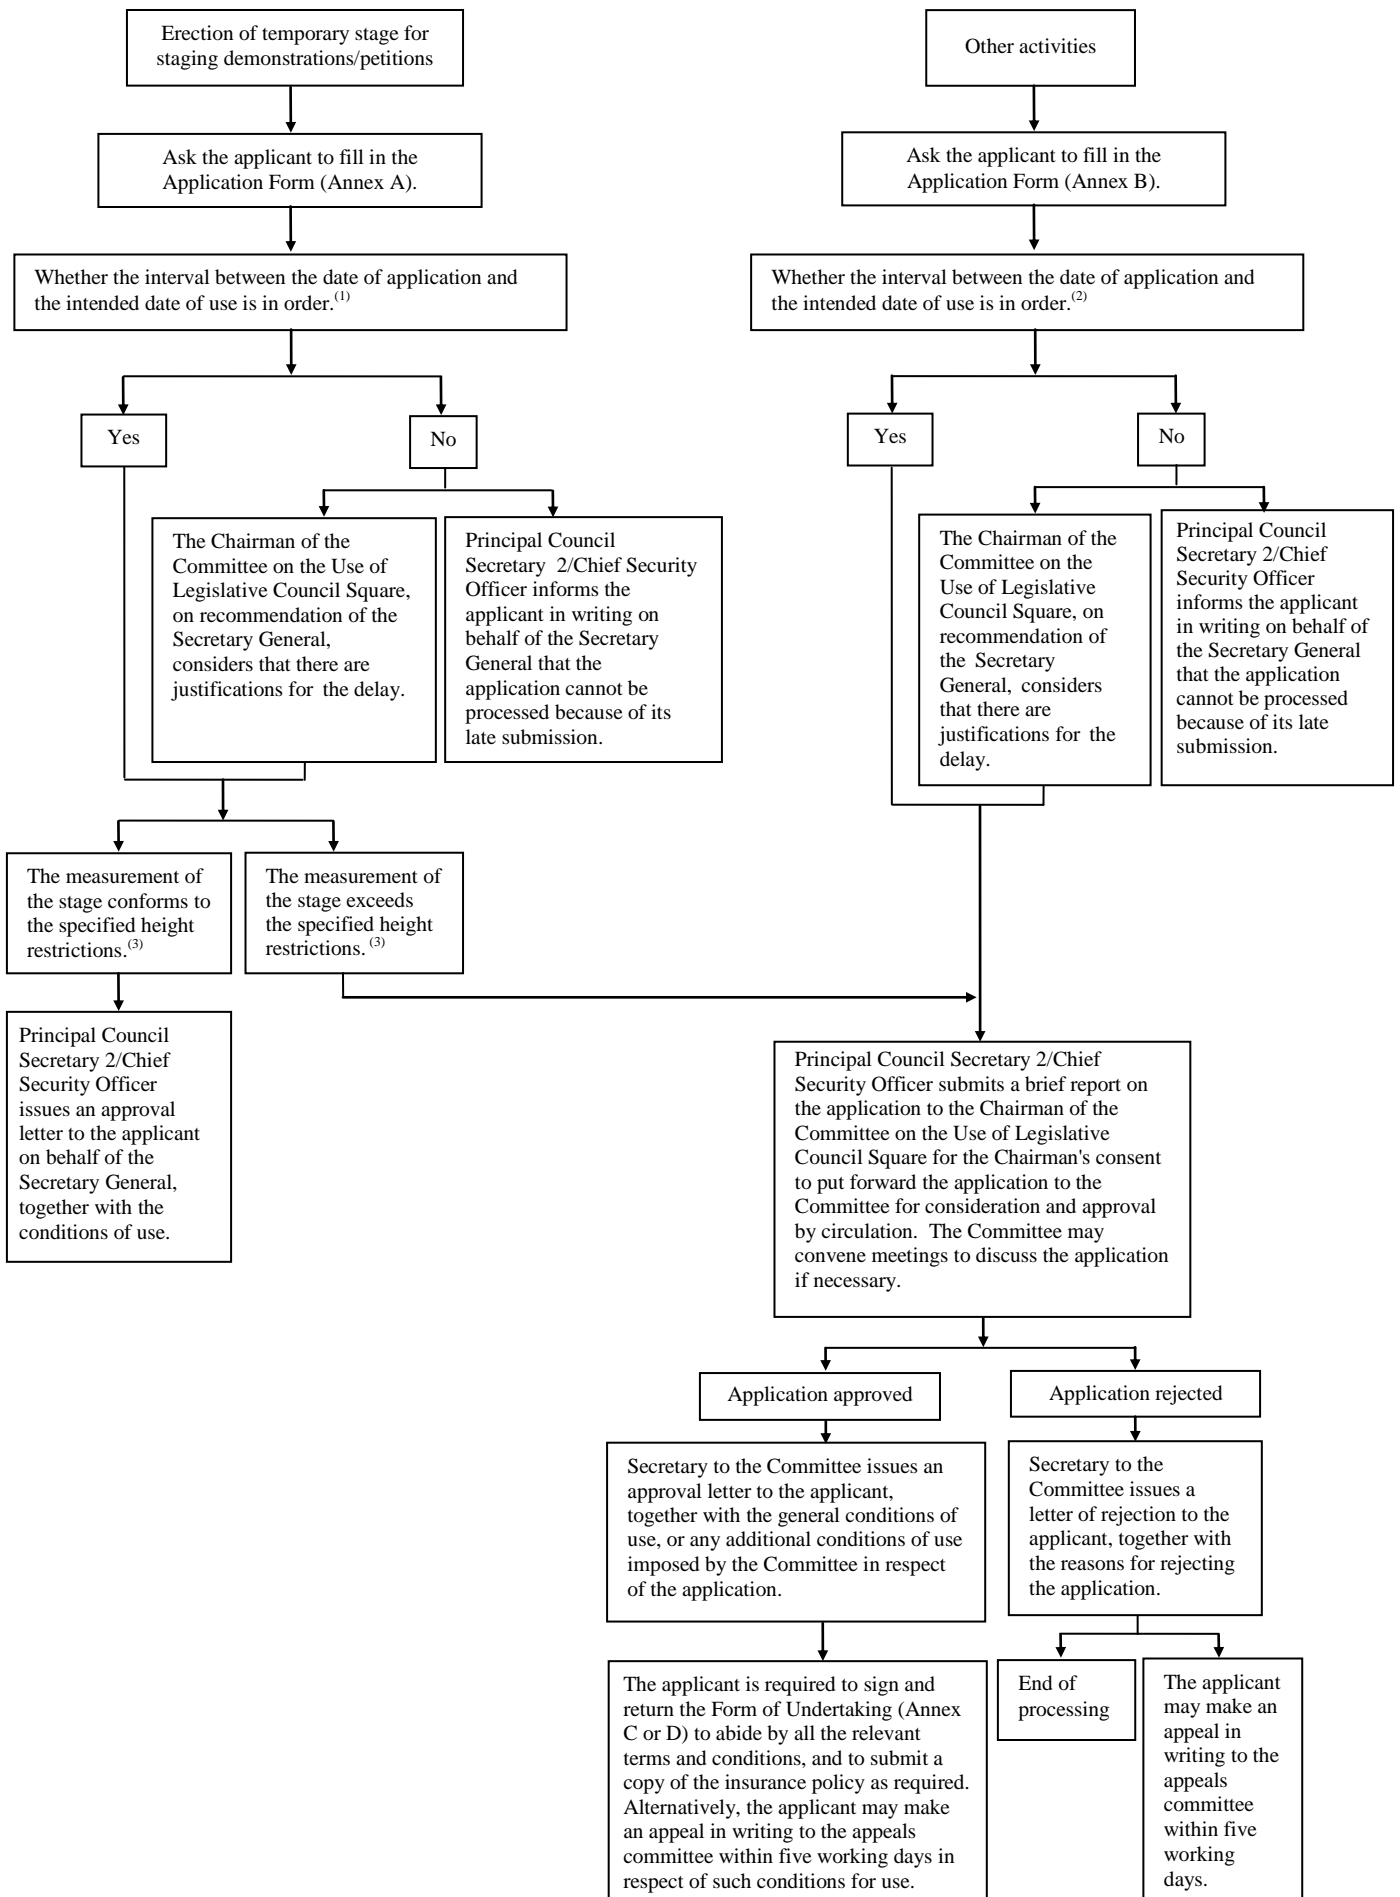 Erection of temporary stage for
staging demonstrations/petitions
Other activities
Ask the applicant to fill in the
Application Form (Annex A).
Ask the applicant to fill in the
Application Form (Annex B).
Whether the interval between the date of application and
the intended date of use is in order.(1)
Whether the interval between the date of application and
the intended date of use is in order.(2)
Yes
No
Yes
No
The Chairman of the
Committee on the Use of
Legislative Council Square,
on recommendation of the
Secretary General,
considers that there are
justifications for the delay.
Principal Council
Secretary 2/Chief Security
Officer informs the
applicant in writing on
behalf of the Secretary
General that the
application cannot be
processed because of its
late submission.
The Chairman of the
Committee on the
Use of Legislative
Council Square, on
recommendation of
the Secretary
General, considers
that there are
justifications for the
delay.
Principal Council
Secretary 2/Chief
Security Officer
informs the applicant
in writing on behalf of
the Secretary General
that the application
cannot be processed
because of its late
submission.
The measurement of
the stage conforms to
the specified height
restrictions.(3)
The measurement of
the stage exceeds
the specified height
restrictions.(3)
Principal Council
Secretary 2/Chief
Security Officer
issues an approval
letter to the applicant
on behalf of the
Secretary General,
together with the
conditions of use.
Principal Council Secretary 2/Chief
Security Officer submits a brief report on
the application to the Chairman of the
Committee on the Use of Legislative
Council Square for the Chairman's consent
to put forward the application to the
Committee for consideration and approval
by circulation. The Committee may
convene meetings to discuss the application
if necessary.
Application approved
Application rejected
Secretary to the Committee issues an
approval letter to the applicant,
together with the general conditions of
use, or any additional conditions of use
imposed by the Committee in respect
of the application.
Secretary to the
Committee issues a
letter of rejection to the
applicant, together with
the reasons for rejecting
the application.
The applicant is required to sign and
return the Form of Undertaking (Annex
C or D) to abide by all the relevant
terms and conditions, and to submit a
copy of the insurance policy as required.
Alternatively, the applicant may make
an appeal in writing to the appeals
committee within five working days in
respect of such conditions for use.
End of
processing
The applicant
may make an
appeal in
writing to the
appeals
committee
within five
working
days.